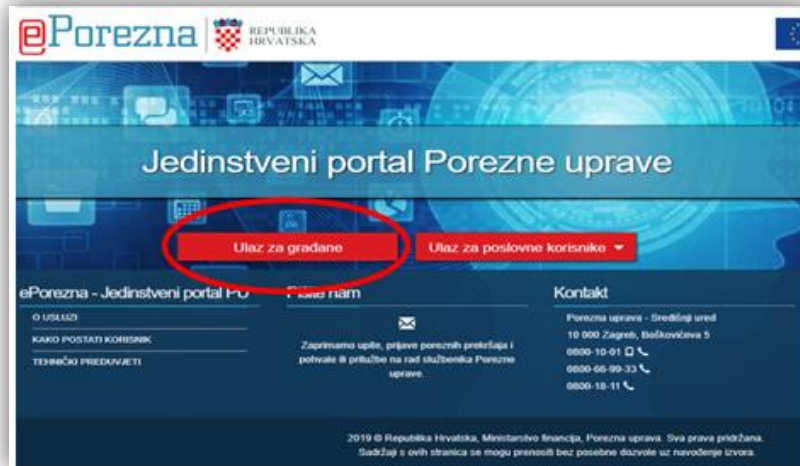 ePorezna
REPUBLIKA
HRVATSKA
Jedinstveni portal Porezne uprave
Ulaz za građane
Ulaz za poslovne korisnike
ePorezna - Jedinstveni portal PU
O USLUZI
KAKO POSTATI KORISNIK
TEHNIČKI PREDUVJETI
Pišite nam
Zaprimamo upite, prijave poreznih prekršaja i
pohvale ili pritužbe na rad službenika Porezne
uprave.
Kontakt
Porezna uprava - Središnji ured
10 000 Zagreb, Boškovićeva 5
0800-10-01
0800-66-99-33
0800-18-11
2019 © Republika Hrvatska, Ministarstvo financija, Porezna uprava. Sva prava pridržana.
Sadržaji s ovih stranica se mogu prenositi bez posebne dozvole uz navođenje izvora.